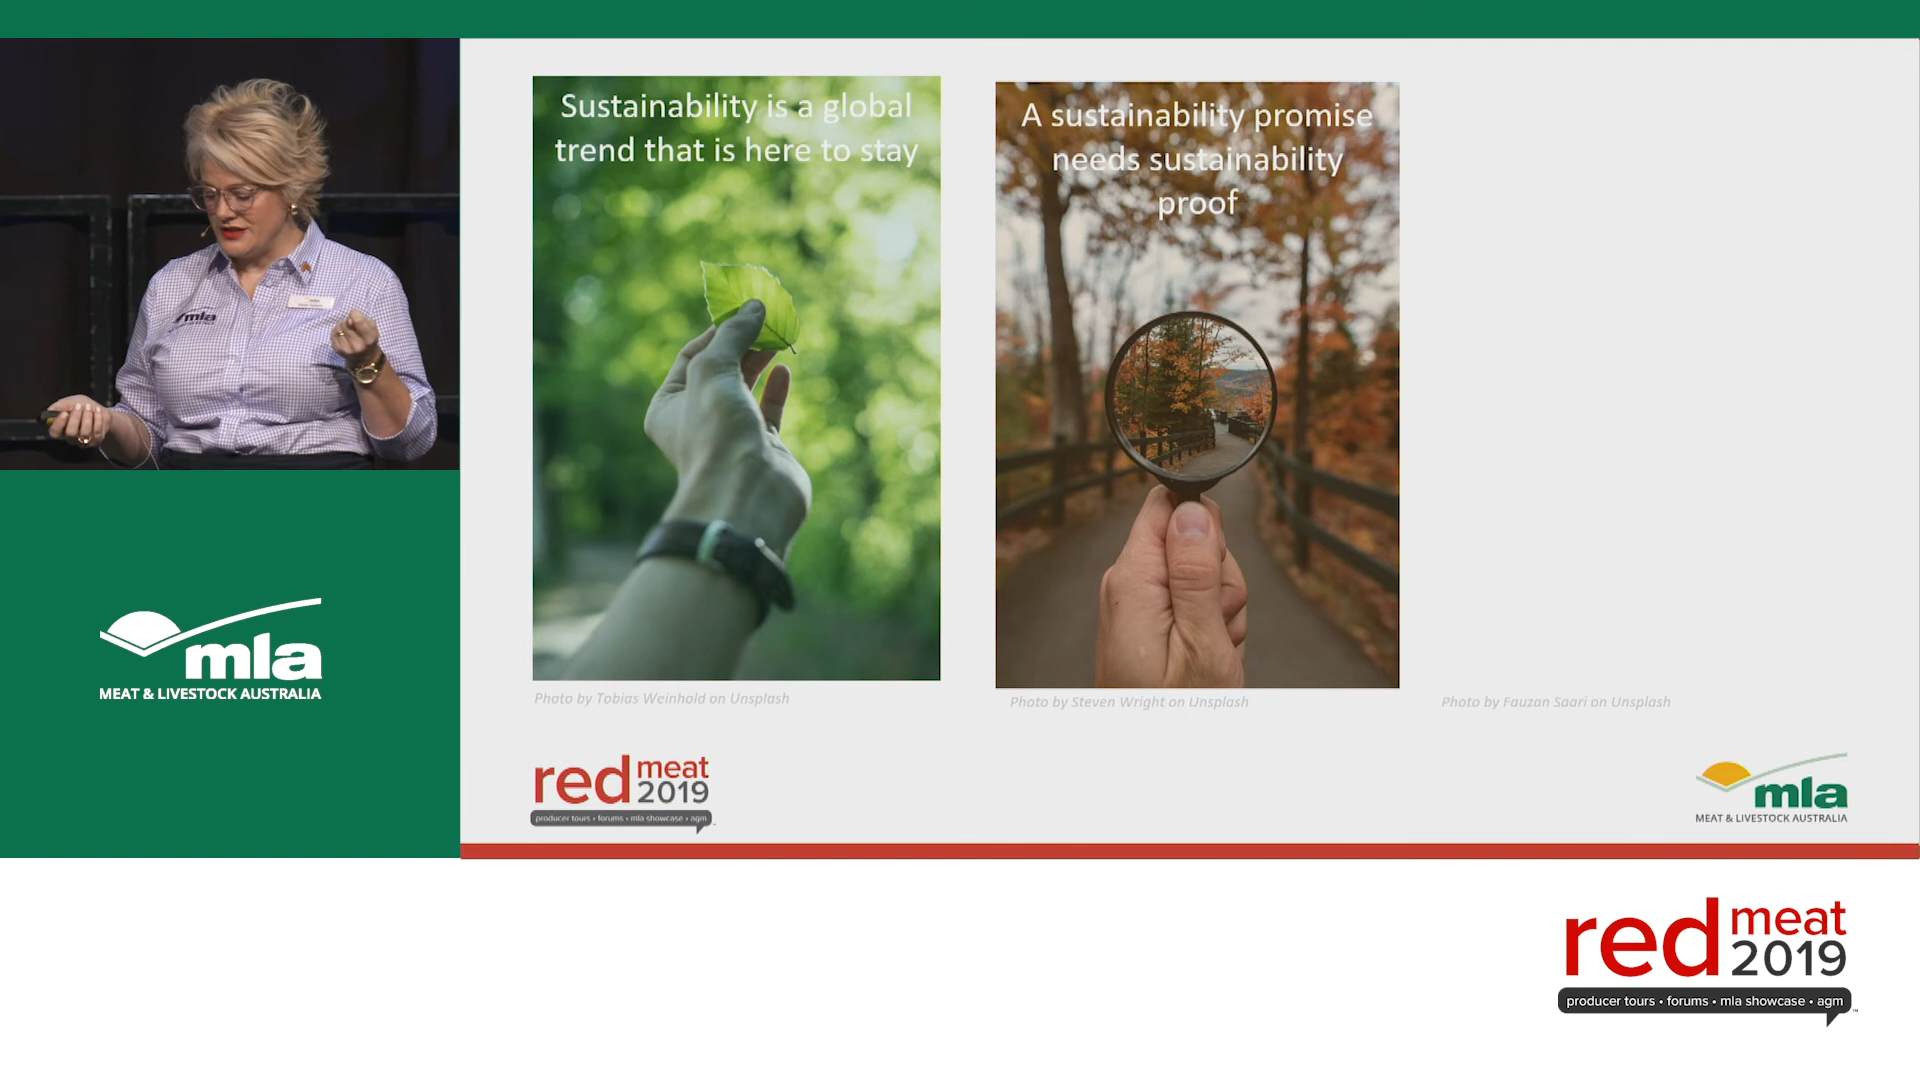 mla
Sustainability is a global
trend that is here to stay
A sustainability promise
needs sustainability
proof
Photo by Tobias Weinhold on Unsplash
Photo by Steven Wright on Unsplash
Photo by Fauzan Saari on Unsplash
mla
MEAT & LIVESTOCK AUSTRALIA
red meat
2019
producer tours • forums • mla showcase • agm
mla
MEAT & LIVESTOCK AUSTRALIA
red meat
2019
producer tours • forums • mla showcase • agm